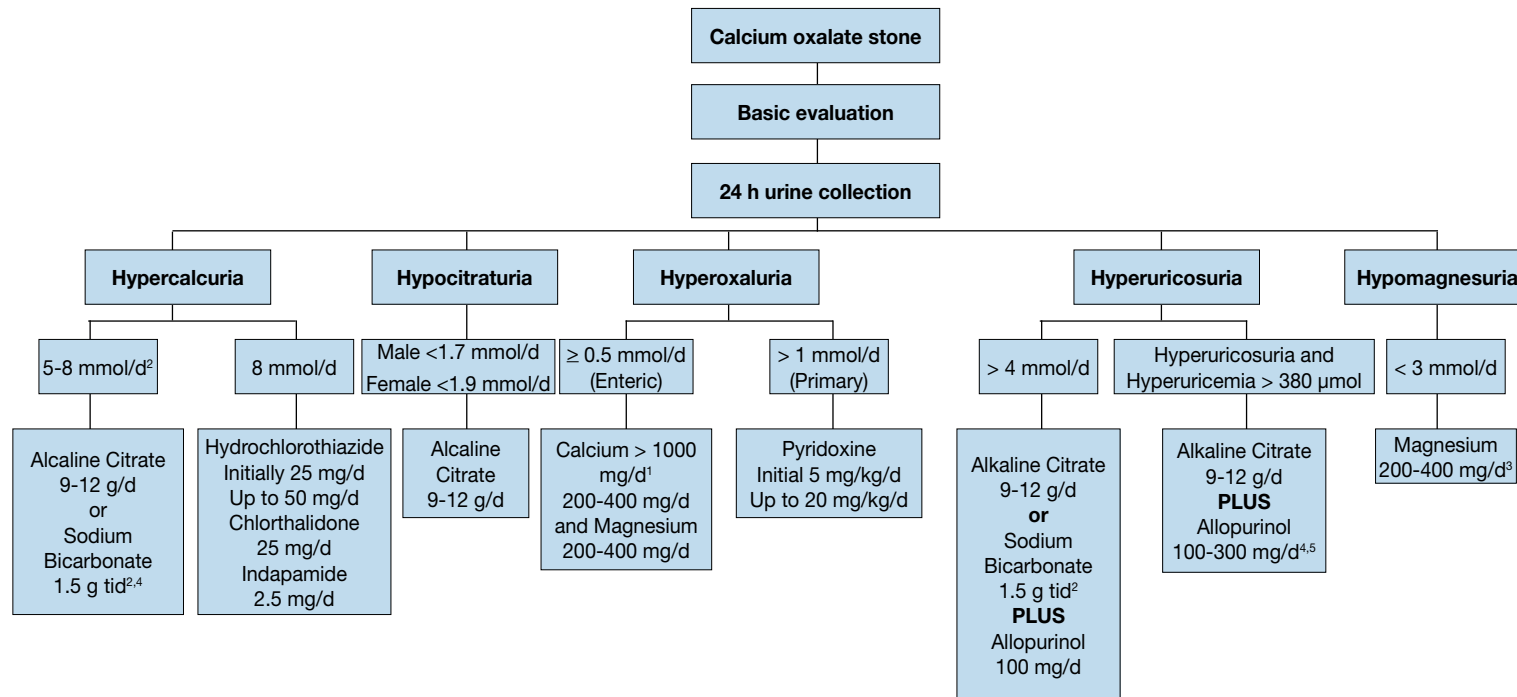 Calcium oxalate stone
Basic evaluation
24 h urine collection
Hypercalcuria
Hypocitraturia
Hyperoxaluria
Hyperuricosuria
Hypomagnesuria
5-8 mmol/d²
8 mmol/d
Male <1.7 mmol/d
Female <1.9 mmol/d
≥ 0.5 mmol/d
(Enteric)
> 1 mmol/d
(Primary)
> 4 mmol/d
Hyperuricosuria and
Hyperuricemia > 380 µmol
< 3 mmol/d
Alcaline Citrate
9-12 g/d
or
Sodium
Bicarbonate
1.5 g tid²,⁴
Hydrochlorothiazide
Initially 25 mg/d
Up to 50 mg/d
Chlorthalidone
25 mg/d
Indapamide
2.5 mg/d
Alcaline
Citrate
9-12 g/d
Calcium > 1000
mg/d¹
200-400 mg/d
and Magnesium
200-400 mg/d
Pyridoxine
Initial 5 mg/kg/d
Up to 20 mg/kg/d
Alkaline Citrate
9-12 g/d
or
Sodium
Bicarbonate
1.5 g tid²
PLUS
Allopurinol
100 mg/d
Alkaline Citrate
9-12 g/d
PLUS
Allopurinol
100-300 mg/d⁴,⁵
Magnesium
200-400 mg/d³